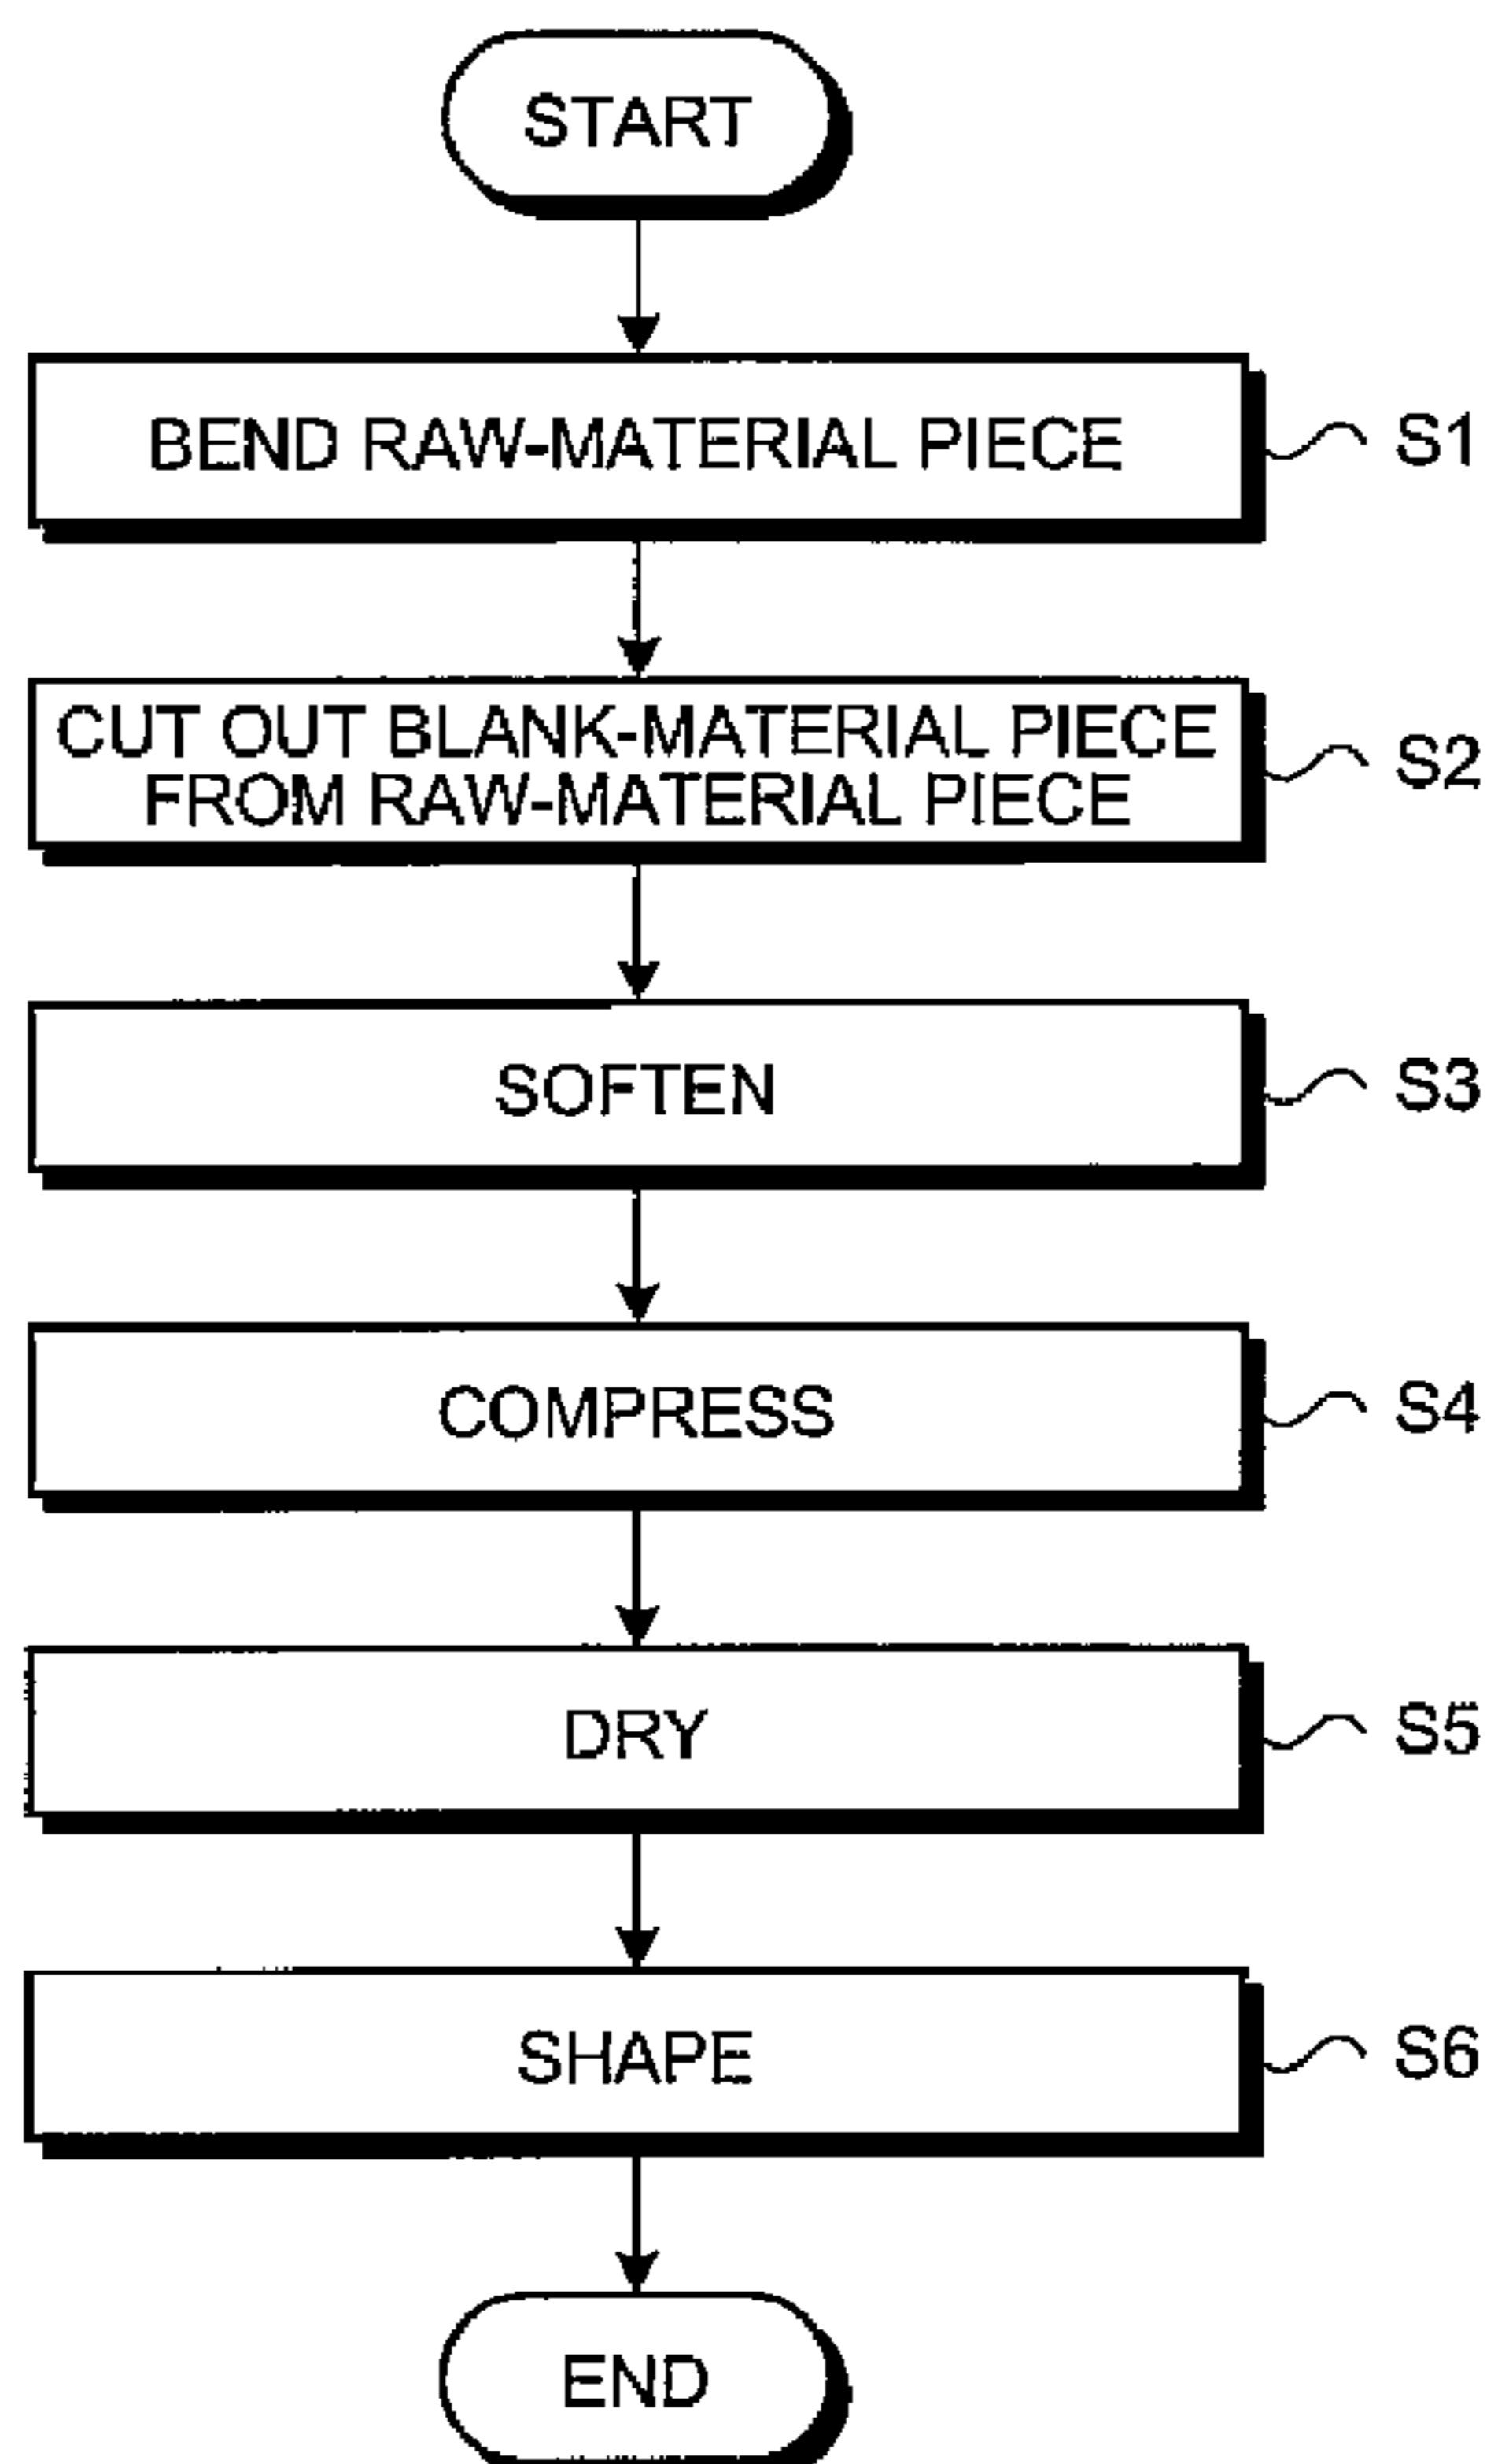 START
BEND RAW-MATERIAL PIECE
S1
CUT OUT BLANK-MATERIAL PIECE
FROM RAW-MATERIAL PIECE
S2
SOFTEN
S3
COMPRESS
S4
DRY
S5
SHAPE
S6
END